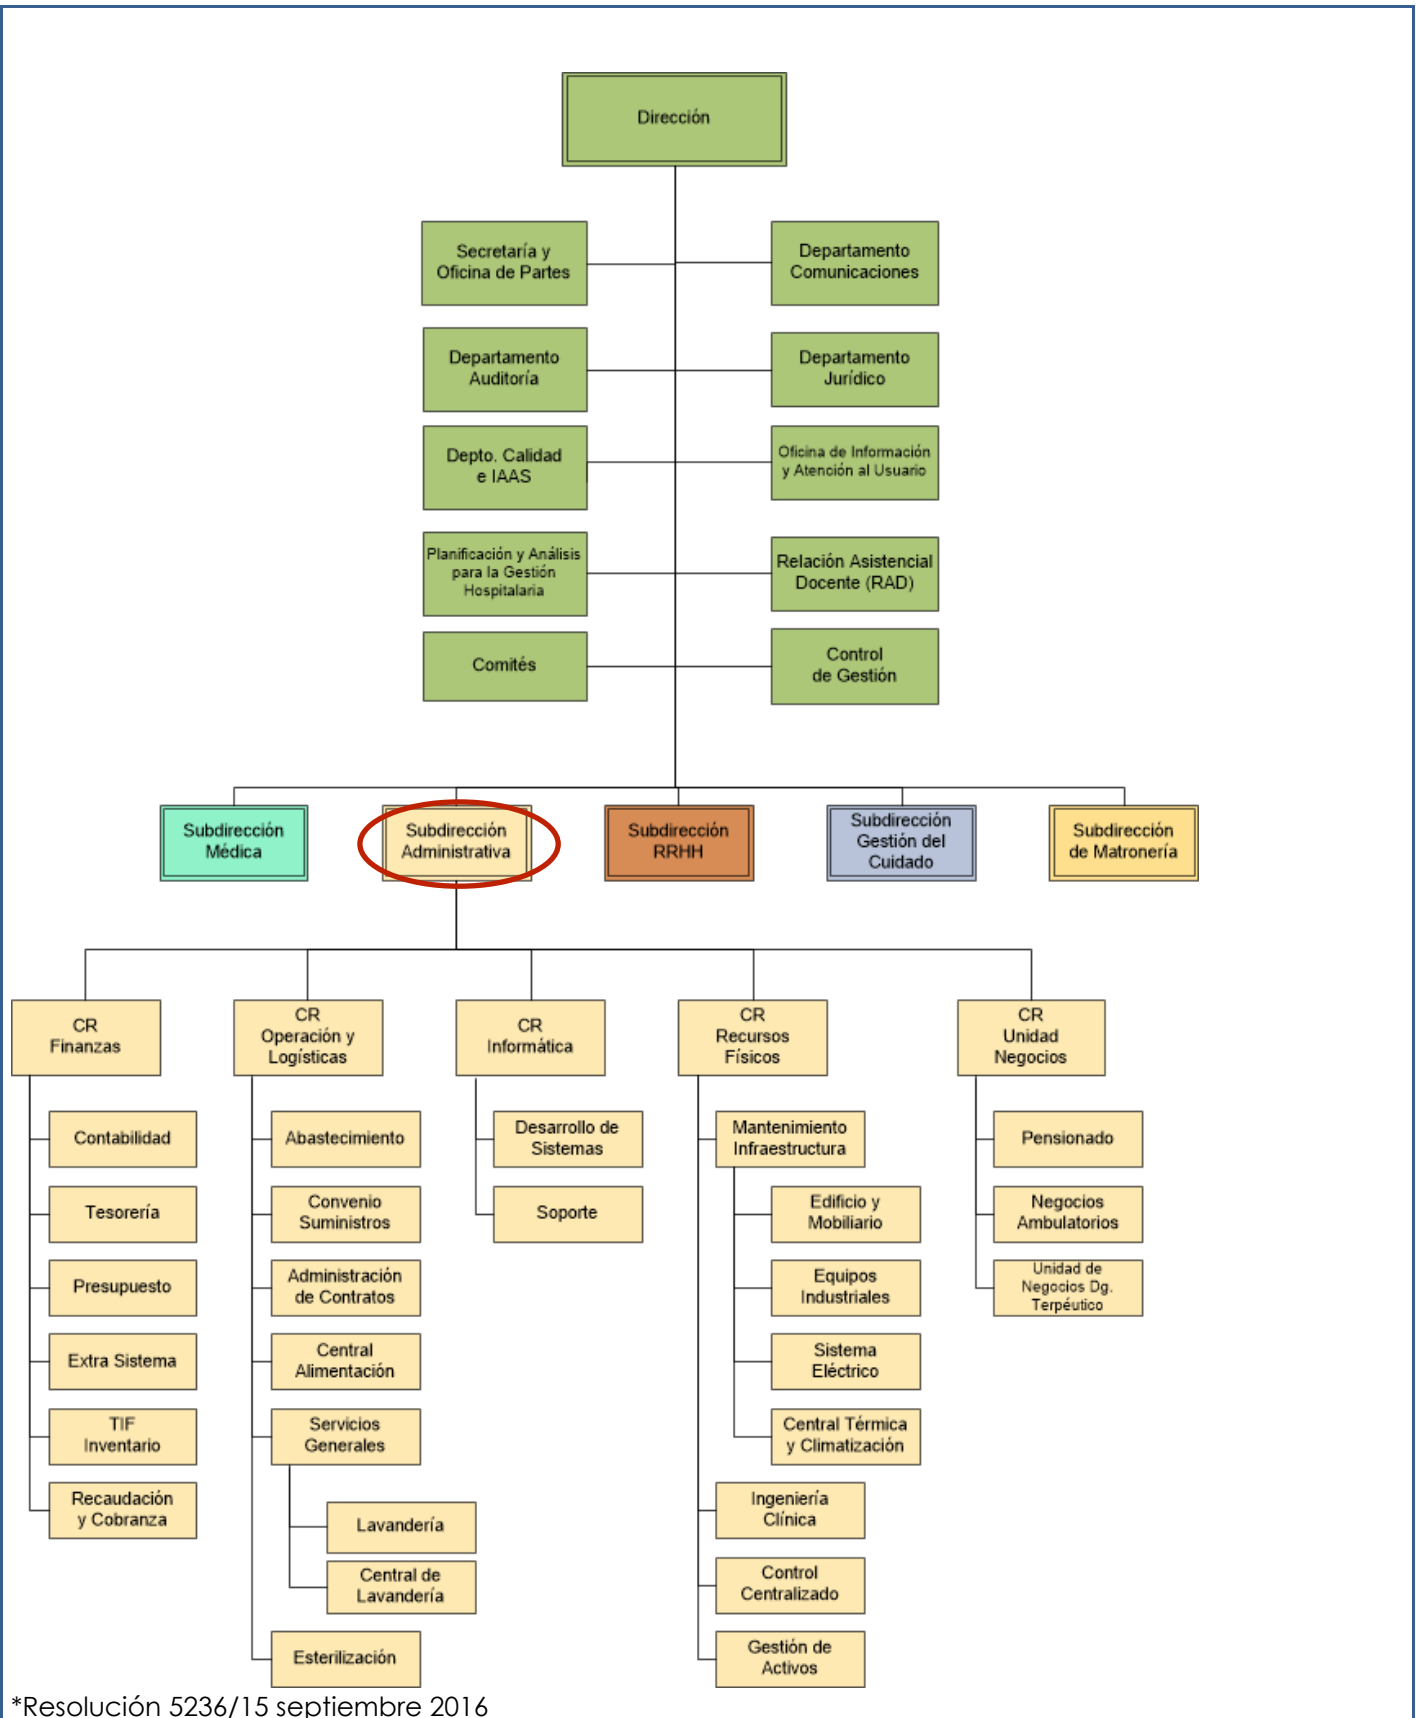 Dirección
Secretaría y
Oficina de Partes
Departamento
Comunicaciones
Departamento
Auditoría
Departamento
Jurídico
Depto. Calidad
e IAAS
Oficina de Información
y Atención al Usuario
Planificación y Análisis
para la Gestión
Hospitalaria
Relación Asistencial
Docente (RAD)
Comités
Control
de Gestión
Subdirección
Médica
Subdirección
Administrativa
Subdirección
RRHH
Subdirección
Gestión del
Cuidado
Subdirección
de Matronería
CR
Finanzas
CR
Operación y
Logísticas
CR
Informática
CR
Recursos
Físicos
CR
Unidad
Negocios
Contabilidad
Tesorería
Presupuesto
Extra Sistema
TIF
Inventario
Recaudación
y Cobranza
Abastecimiento
Convenio
Suministros
Administración
de Contratos
Central
Alimentación
Servicios
Generales
Lavandería
Central de
Lavandería
Esterilización
Desarrollo de
Sistemas
Soporte
Mantenimiento
Infraestructura
Edificio y
Mobiliario
Equipos
Industriales
Sistema
Eléctrico
Central Térmica
y Climatización
Ingeniería
Clínica
Control
Centralizado
Gestión de
Activos
Pensionado
Negocios
Ambulatorios
Unidad de
Negocios Dg.
Terpéutico
*Resolución 5236/15 septiembre 2016